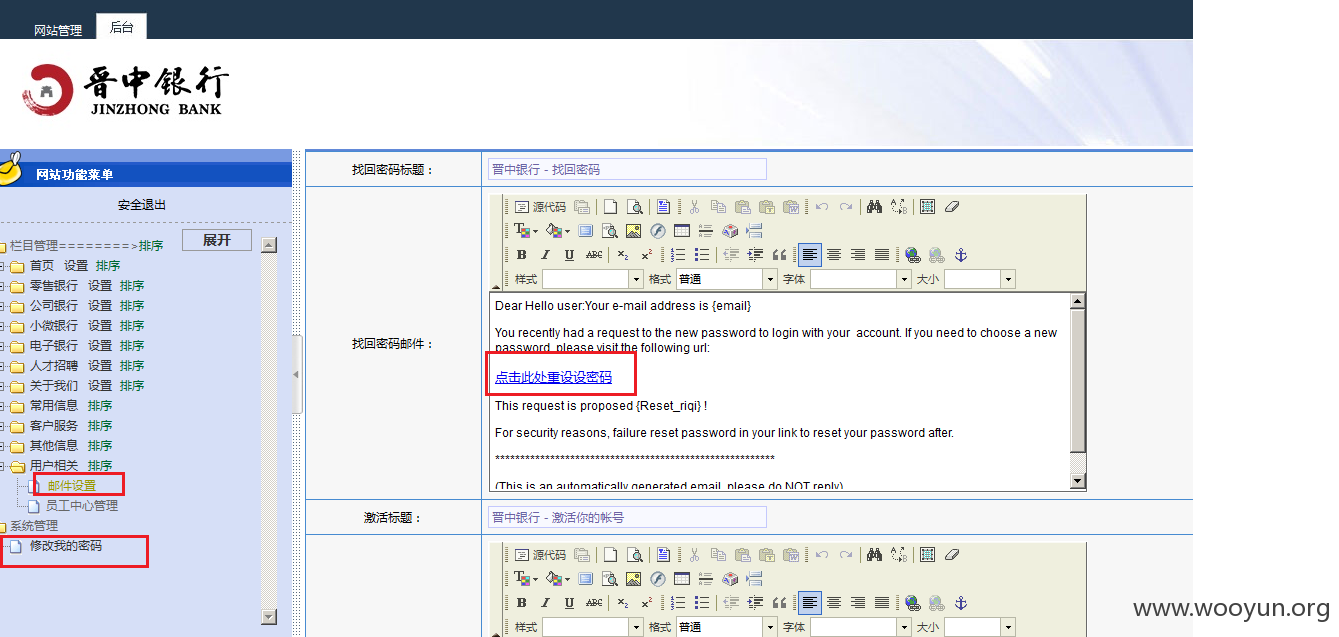 网站管理 后台
晋中银行
JINZHONG BANK
网站功能菜单
安全退出
栏目管理========>排序 展开
首页 设置 排序
零售银行 设置 排序
公司银行 设置 排序
小微银行 设置 排序
电子银行 设置 排序
人才招聘 设置 排序
关于我们 设置 排序
常用信息 排序
客户服务 排序
其他信息 排序
用户相关 排序
邮件设置
员工中心管理
系统管理
修改我的密码
找回密码标题： 晋中银行 - 找回密码
找回密码邮件：
源代码
B I U ABC
样式 格式 普通 字体 大小
Dear Hello user:Your e-mail address is {email}
You recently had a request to the new password to login with your account. If you need to choose a new
password, please visit the following url:
点击此处重设设密码
This request is proposed {Reset_riqi} !
For security reasons, failure reset password in your link to reset your password after.
********************************************************
(This is an automatically generated email, please do NOT reply)
激活标题： 晋中银行 - 激活你的帐号
源代码
B I U ABC
样式 格式 普通 字体 大小
www.wooyun.org